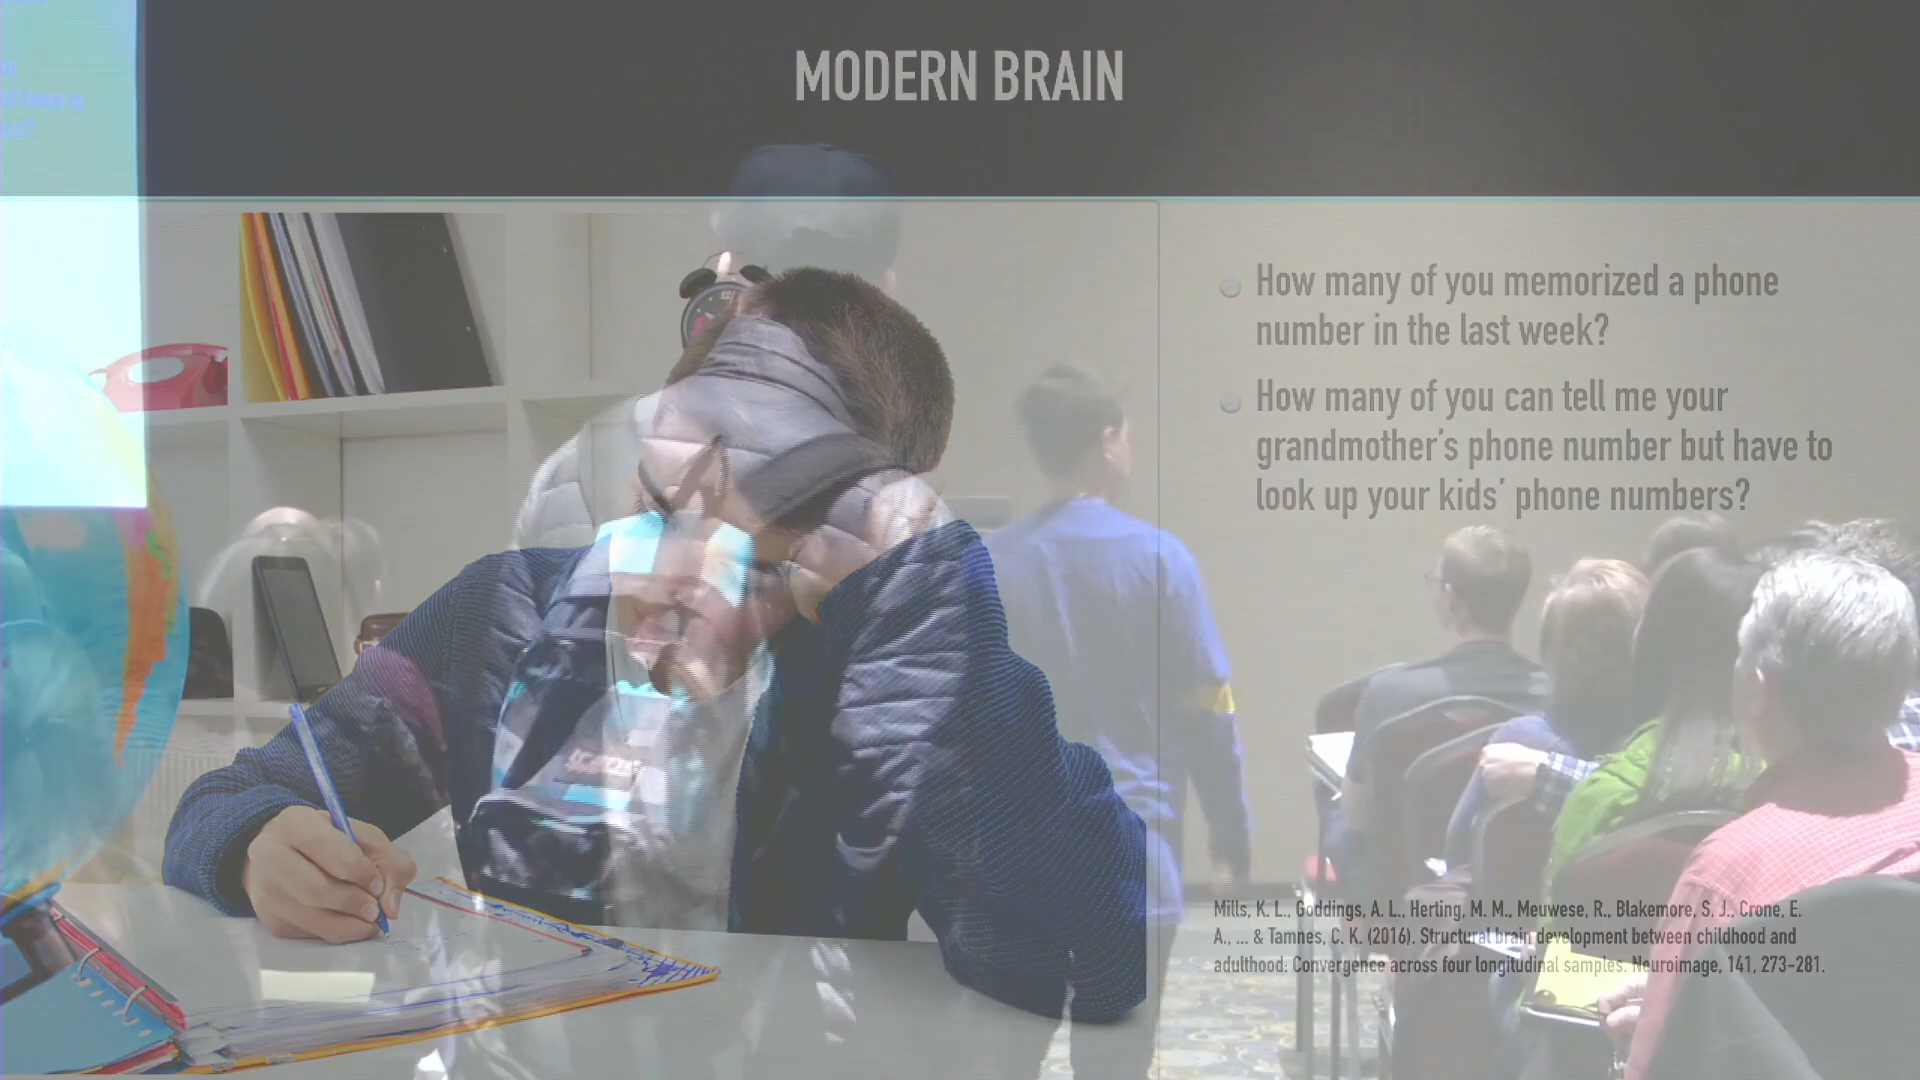 MODERN BRAIN
How many of you memorized a phone
number in the last week?
How many of you can tell me your
grandmother's phone number but have to
look up your kids' phone numbers?
Mills, K. L., Goddings, A. L., Herting, M. M., Meuwese, R., Blakemore, S. J., Crone, E.
A., ... & Tamnes, C. K. (2016). Structural brain development between childhood and
adulthood: Convergence across four longitudinal samples. Neuroimage, 141, 273-281.